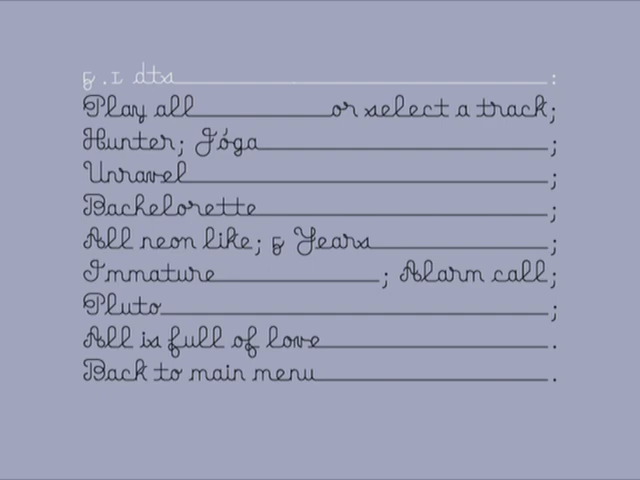 5.1 dts:
Play all or select a track;
Hunter; Jóga;
Unravel;
Bachelorette;
All neon like; 5 Years;
Immature; Alarm call;
Pluto;
All is full of love.
Back to main menu.